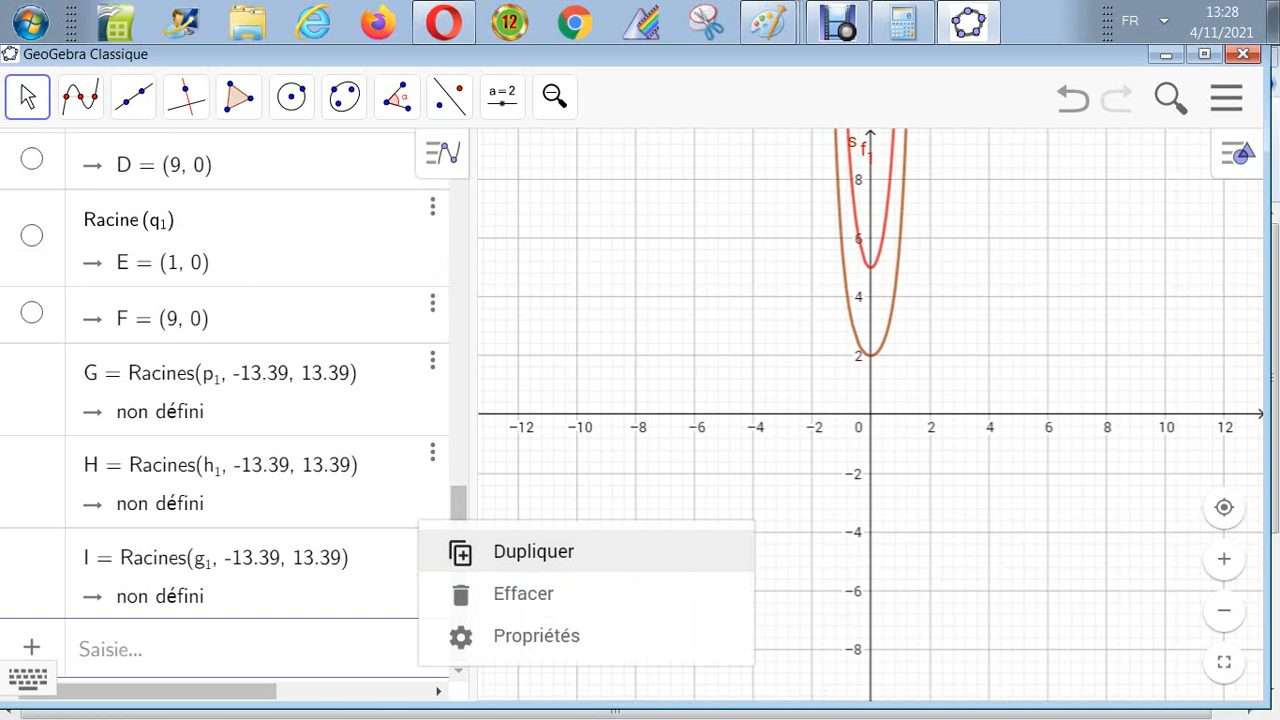 12
FR
13:28
4/11/2021
GeoGebra Classique
a = 2
→ D = (9, 0)
Racine (q₁)
→ E = (1, 0)
→ F = (9, 0)
G = Racines(p₁, -13.39, 13.39)
→ non défini
H = Racines(h₁, -13.39, 13.39)
→ non défini
I = Racines(g₁, -13.39, 13.39)
→ non défini
+ Saisie...
Dupliquer
Effacer
Propriétés
s f₁
8
6
4
2
−12 −10 −8 −6 −4 −2 0 2 4 6 8 10 12
−2
−4
−6
−8